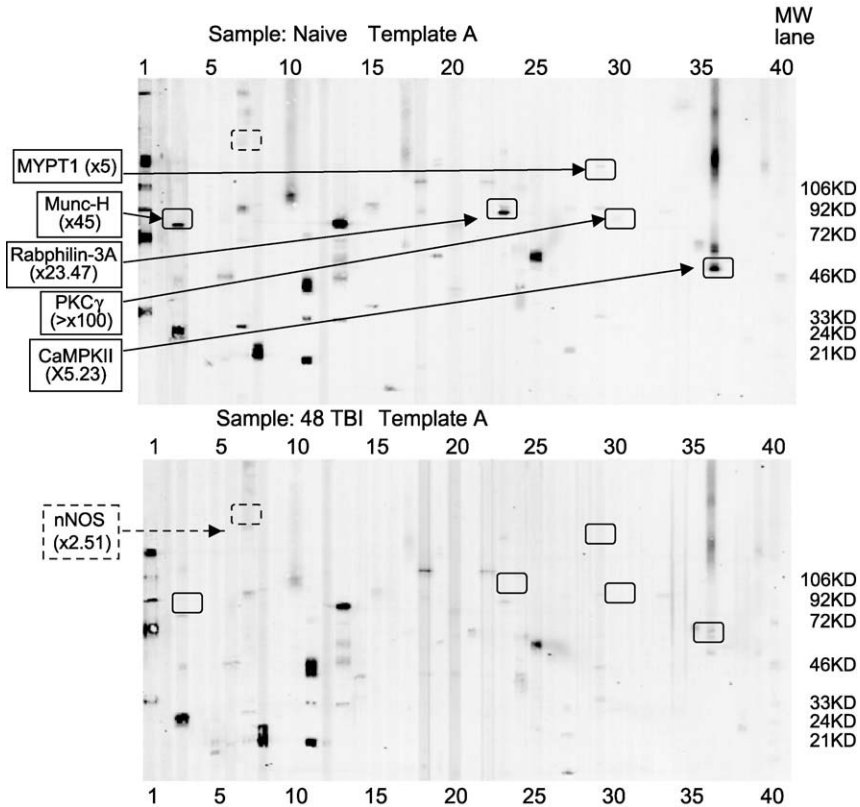 Sample: Naive Template A
MW
lane
1 5 10 15 20 25 30 35 40
MYPT1 (x5)
Munc-H
(x45)
Rabphilin-3A
(x23.47)
PKCγ
(>x100)
CaMPKII
(X5.23)
106KD
92KD
72KD
46KD
33KD
24KD
21KD
Sample: 48 TBI Template A
1 5 10 15 20 25 30 35 40
nNOS
(x2.51)
106KD
92KD
72KD
46KD
33KD
24KD
21KD
1 5 10 15 20 25 30 35 40